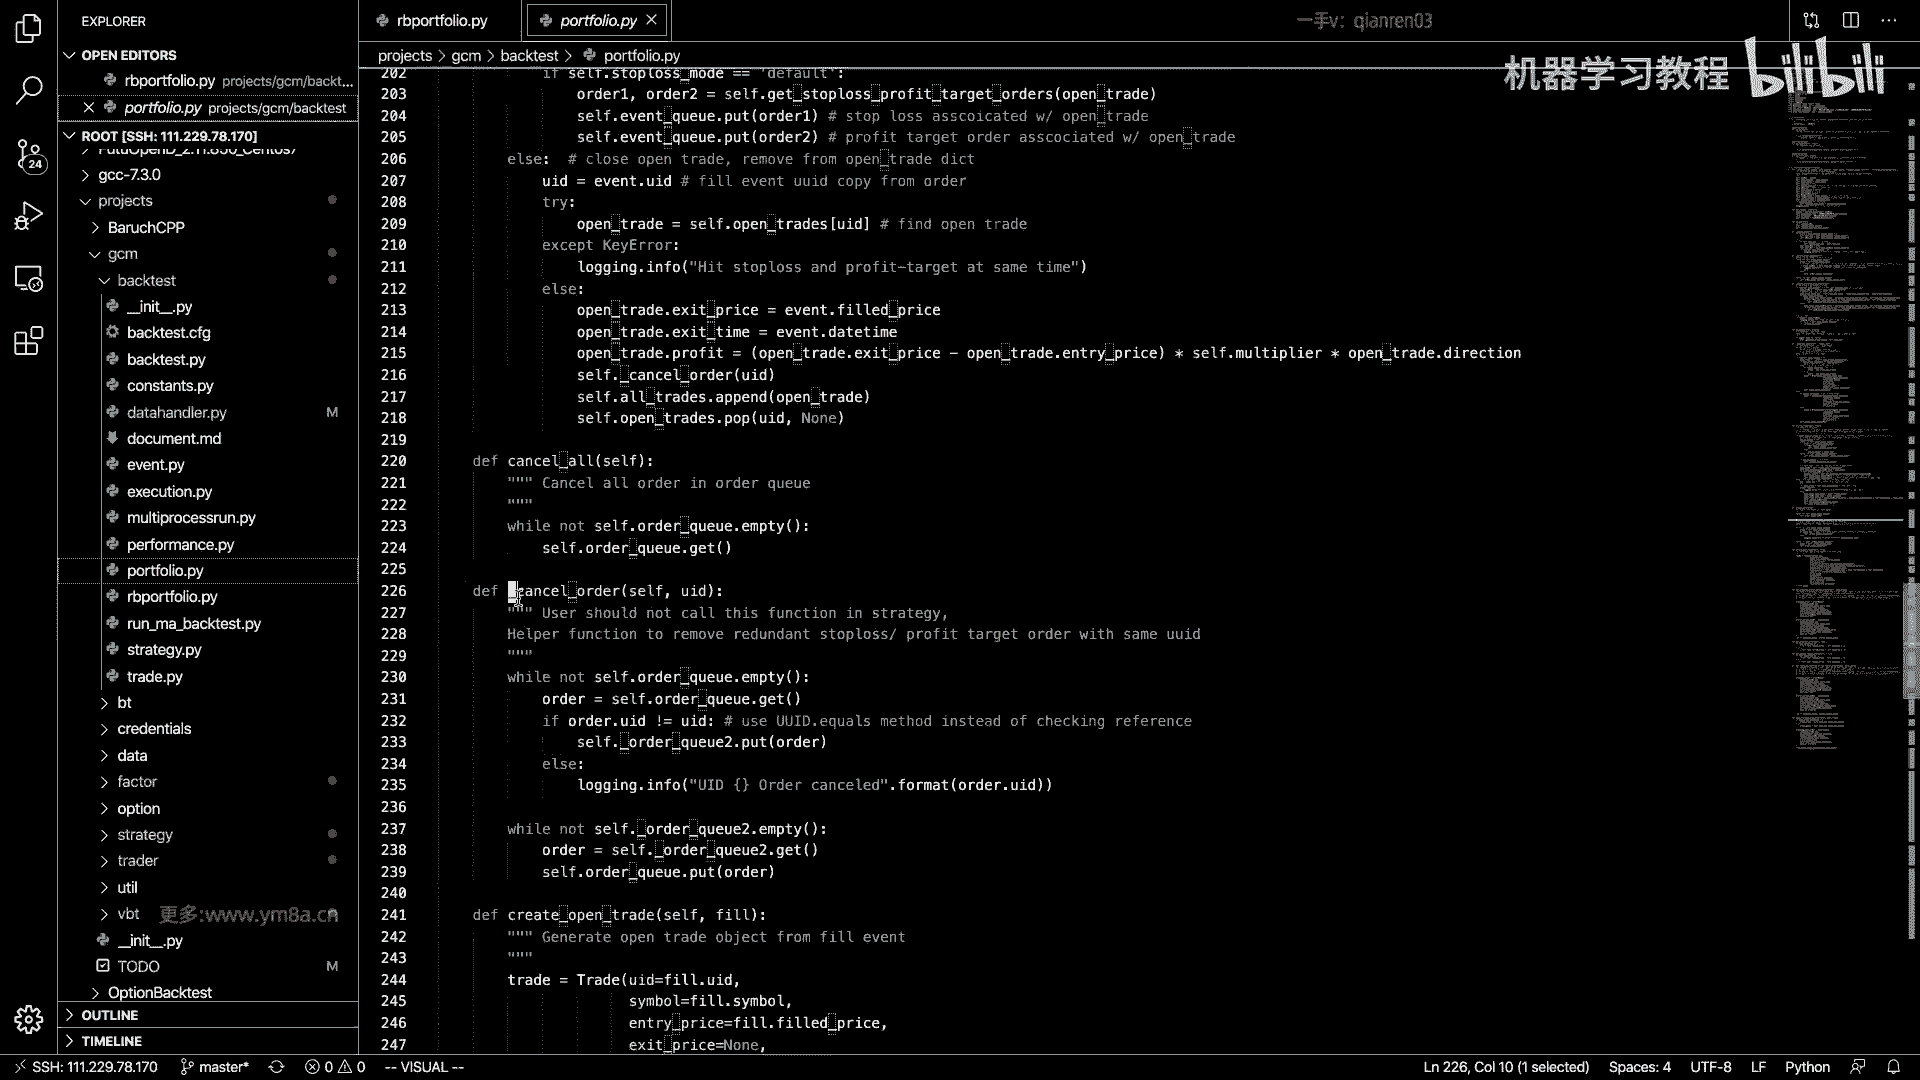 EXPLORER
OPEN EDITORS
rbportfolio.py projects/gcm/backt...
portfolio.py projects/gcm/backtest
ROOT [SSH: 111.229.78.170]
gcc-7.3.0
projects
BaruchCPP
gcm
backtest
__init__.py
backtest.cfg
backtest.py
constants.py
datahandler.py M
document.md
event.py
execution.py
multiprocessrun.py
performance.py
portfolio.py
rbportfolio.py
run_ma_backtest.py
strategy.py
trade.py
bt
credentials
data
factor
option
strategy
trader
util
vbt
更多:www.ym8a.cn
__init__.py
TODO M
OptionBacktest
OUTLINE
TIMELINE
24
rbportfolio.py
portfolio.py
一手v: qianren03
机器学习教程 bilibili
projects > gcm > backtest > portfolio.py
202 if self.stoploss_mode == 'default':
203 order1, order2 = self.get_stoploss_profit_target_orders(open_trade)
204 self.event_queue.put(order1) # stop loss asscoicated w/ open_trade
205 self.event_queue.put(order2) # profit target order asscociated w/ open_trade
206 else: # close open trade, remove from open_trade dict
207 uid = event.uid # fill event uuid copy from order
208 try:
209 open_trade = self.open_trades[uid] # find open trade
210 except KeyError:
211 logging.info("Hit stoploss and profit-target at same time")
212 else:
213 open_trade.exit_price = event.filled_price
214 open_trade.exit_time = event.datetime
215 open_trade.profit = (open_trade.exit_price - open_trade.entry_price) * self.multiplier * open_trade.direction
216 self._cancel_order(uid)
217 self.all_trades.append(open_trade)
218 self.open_trades.pop(uid, None)
219
220 def cancel_all(self):
221 """ Cancel all order in order queue
222 """
223 while not self.order_queue.empty():
224 self.order_queue.get()
225
226 def _cancel_order(self, uid):
227 """ User should not call this function in strategy,
228 Helper function to remove redundant stoploss/ profit target order with same uuid
229 """
230 while not self.order_queue.empty():
231 order = self.order_queue.get()
232 if order.uid != uid: # use UUID.equals method instead of checking reference
233 self._order_queue2.put(order)
234 else:
235 logging.info("UID {} Order canceled".format(order.uid))
236
237 while not self._order_queue2.empty():
238 order = self._order_queue2.get()
239 self.order_queue.put(order)
240
241 def create_open_trade(self, fill):
242 """ Generate open trade object from fill event
243 """
244 trade = Trade(uid=fill.uid,
245 symbol=fill.symbol,
246 entry_price=fill.filled_price,
247 exit_price=None,
SSH: 111.229.78.170 master* 0 0 -- VISUAL -- Ln 226, Col 10 (1 selected) Spaces: 4 UTF-8 LF Python